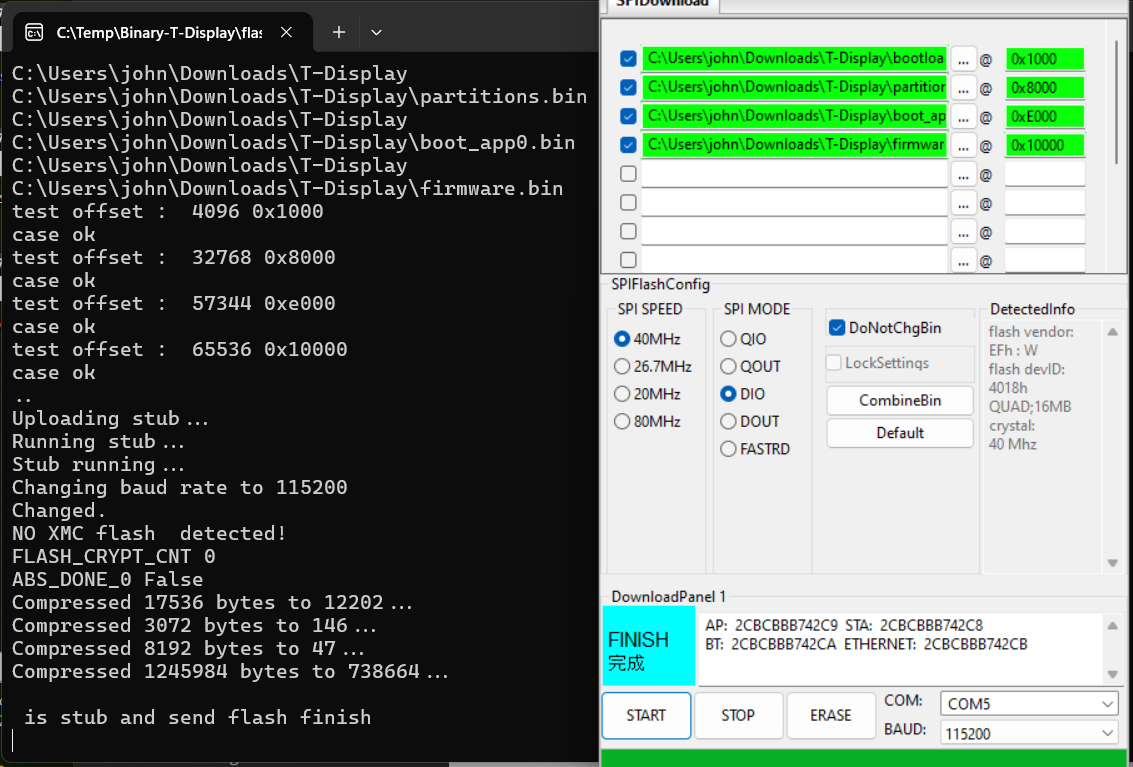 C:\Temp\Binary-T-Display\flas
C:\Users\john\Downloads\T-Display
C:\Users\john\Downloads\T-Display\partitions.bin
C:\Users\john\Downloads\T-Display
C:\Users\john\Downloads\T-Display\boot_app0.bin
C:\Users\john\Downloads\T-Display
C:\Users\john\Downloads\T-Display\firmware.bin
test offset :  4096 0x1000
case ok
test offset :  32768 0x8000
case ok
test offset :  57344 0xe000
case ok
test offset :  65536 0x10000
case ok
..
Uploading stub...
Running stub...
Stub running...
Changing baud rate to 115200
Changed.
NO XMC flash  detected!
FLASH_CRYPT_CNT 0
ABS_DONE_0 False
Compressed 17536 bytes to 12202...
Compressed 3072 bytes to 146...
Compressed 8192 bytes to 47...
Compressed 1245984 bytes to 738664...
is stub and send flash finish
SPIDownload
C:\Users\john\Downloads\T-Display\bootloa ... @ 0x1000
C:\Users\john\Downloads\T-Display\partition ... @ 0x8000
C:\Users\john\Downloads\T-Display\boot_ap ... @ 0xE000
C:\Users\john\Downloads\T-Display\firmwar ... @ 0x10000
... @
... @
... @
... @
SPIFlashConfig
SPI SPEED
40MHz
26.7MHz
20MHz
80MHz
SPI MODE
QIO
QOUT
DIO
DOUT
FASTRD
DoNotChgBin
LockSettings
CombineBin
Default
DetectedInfo
flash vendor:
EFh : W
flash devID:
4018h
QUAD;16MB
crystal:
40 Mhz
DownloadPanel 1
FINISH
完成
AP: 2CBCBBB742C9 STA: 2CBCBBB742C8
BT: 2CBCBBB742CA ETHERNET: 2CBCBBB742CB
START
STOP
ERASE
COM: COM5
BAUD: 115200